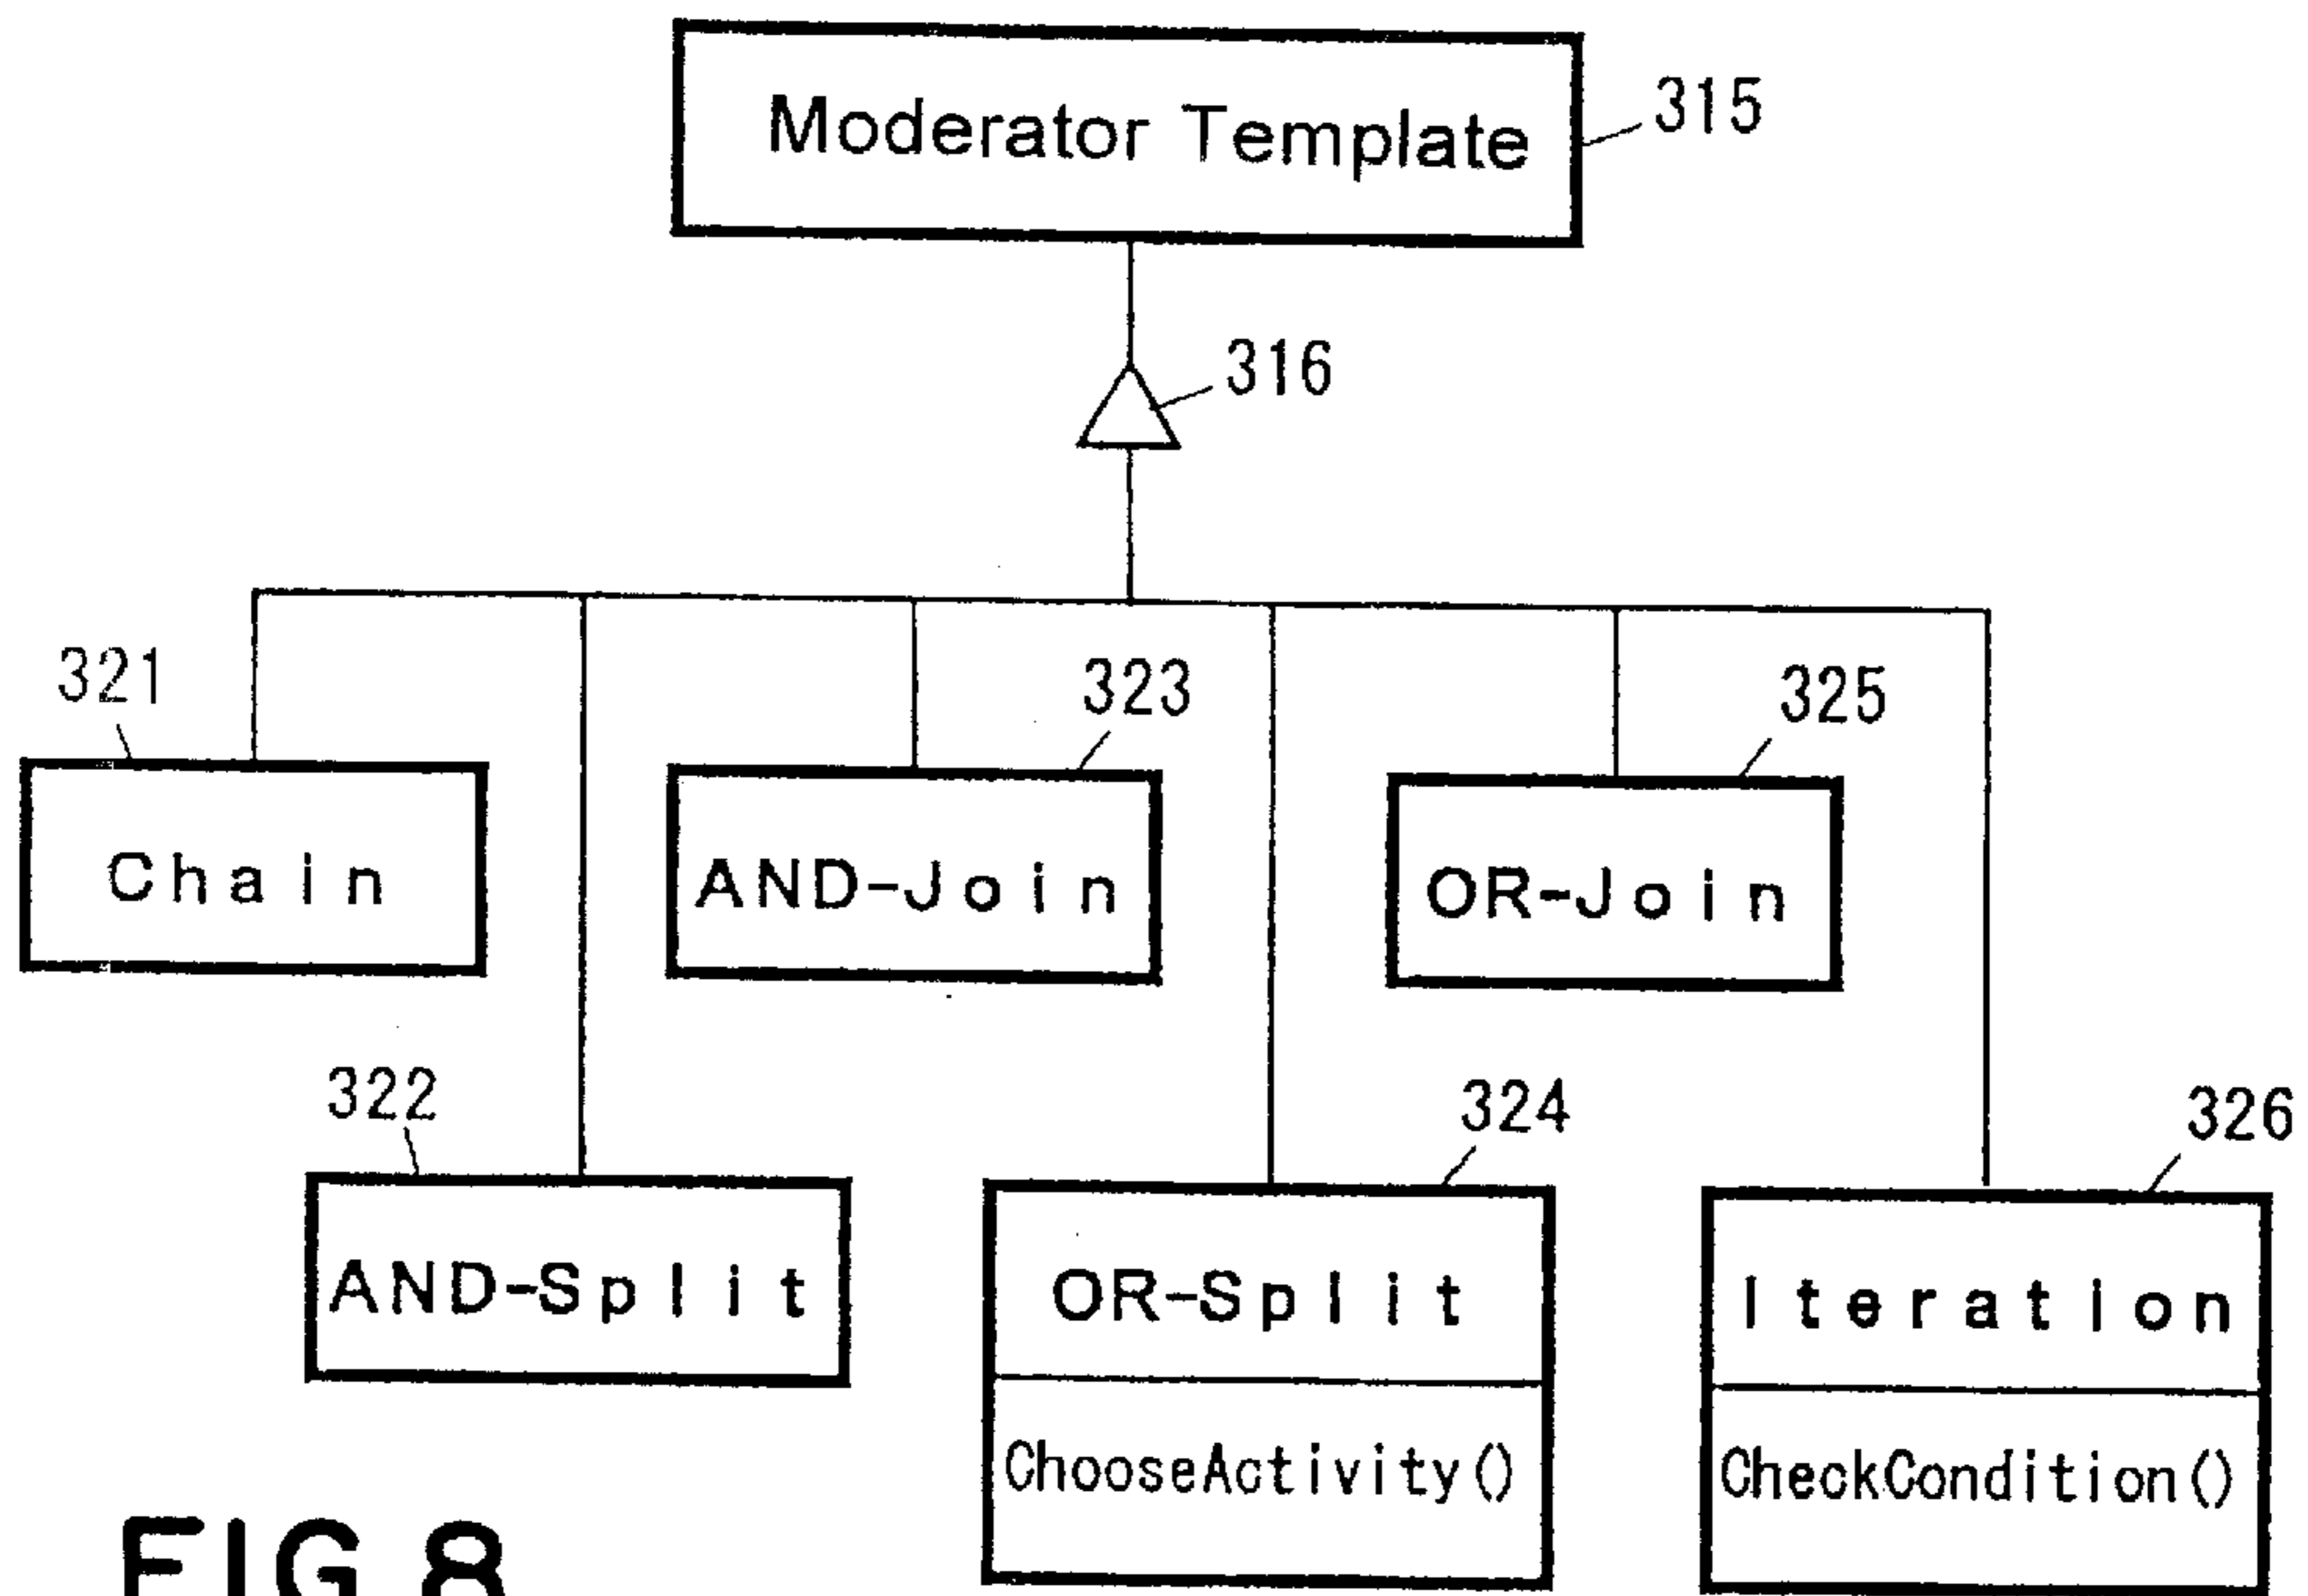 Moderator Template
315
316
321
323
325
Chain
AND-Join
OR-Join
322
324
326
AND-Split
OR-Split
Iteration
ChooseActivity()
CheckCondition()
FIG.8